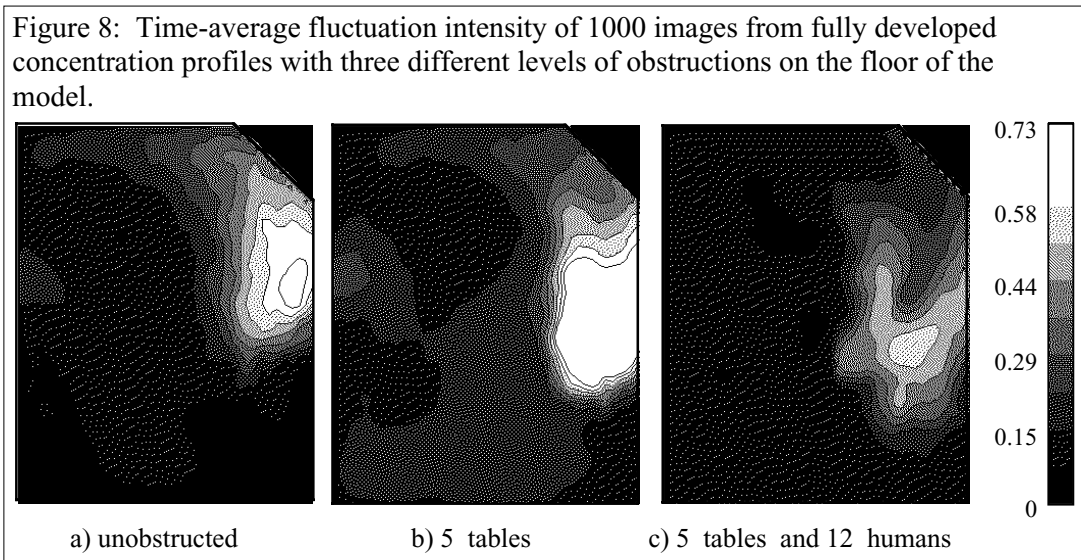 Figure 8: Time-average fluctuation intensity of 1000 images from fully developed
concentration profiles with three different levels of obstructions on the floor of the
model.
0.73
0.58
0.44
0.29
0.15
0
a) unobstructed
b) 5 tables
c) 5 tables and 12 humans